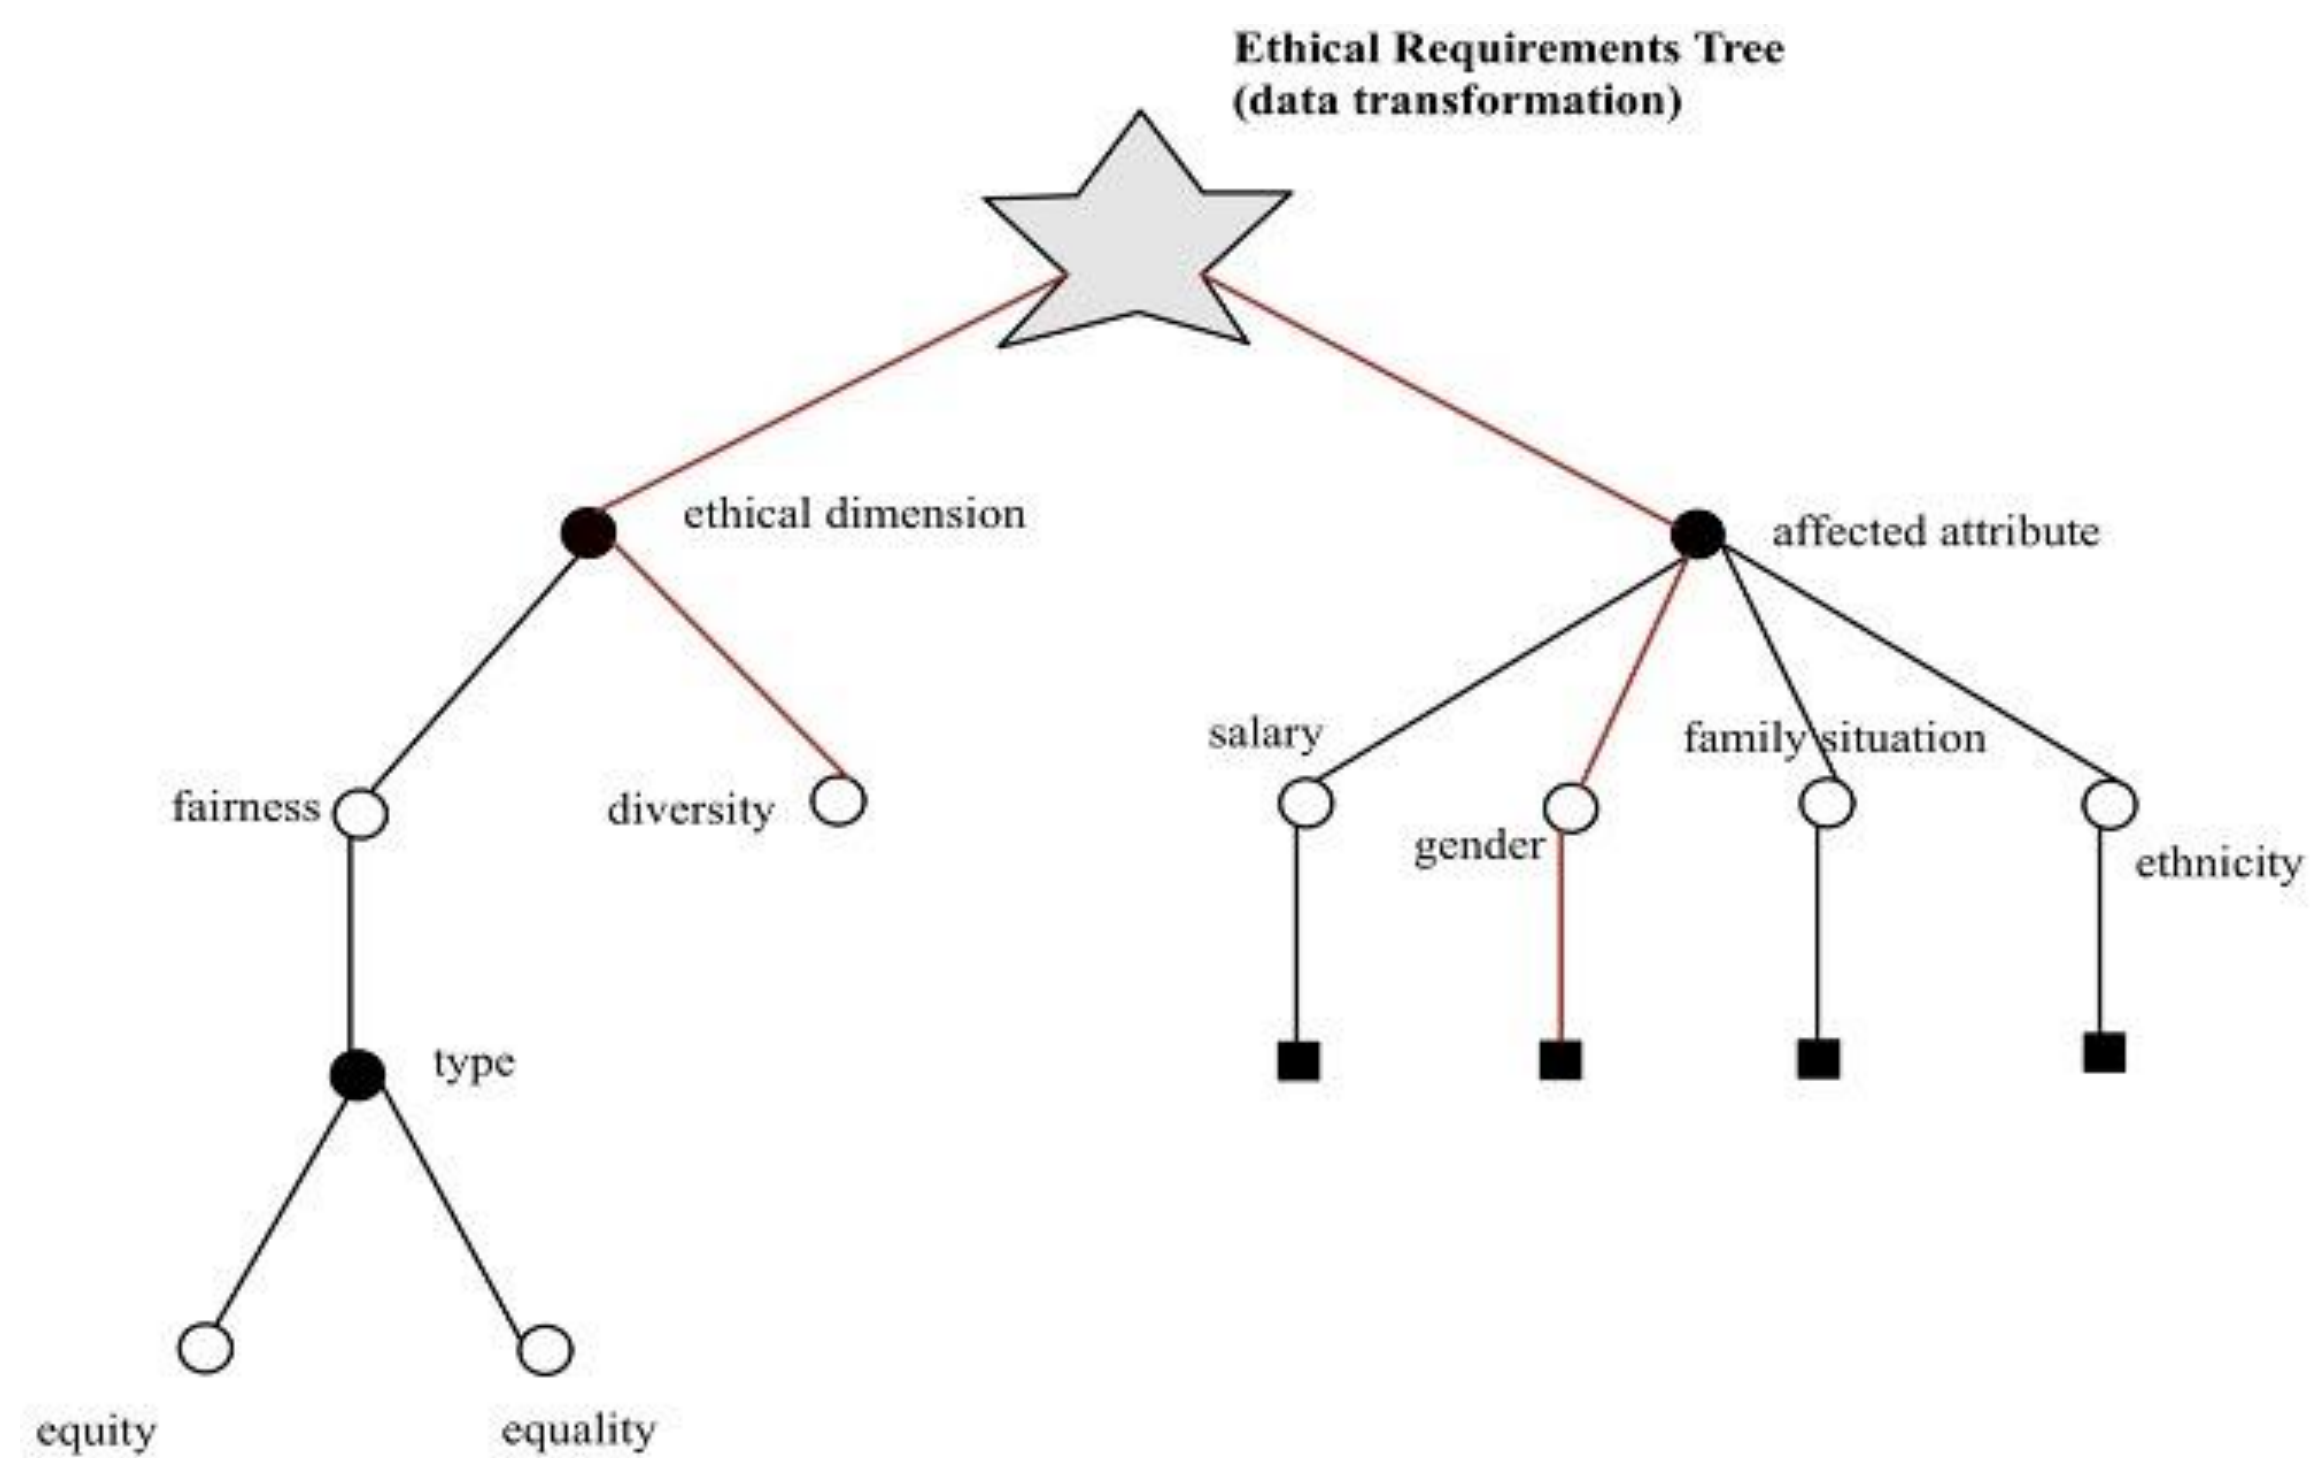 Ethical Requirements Tree
(data transformation)
ethical dimension
affected attribute
salary
family situation
fairness
diversity
gender
ethnicity
type
equity
equality